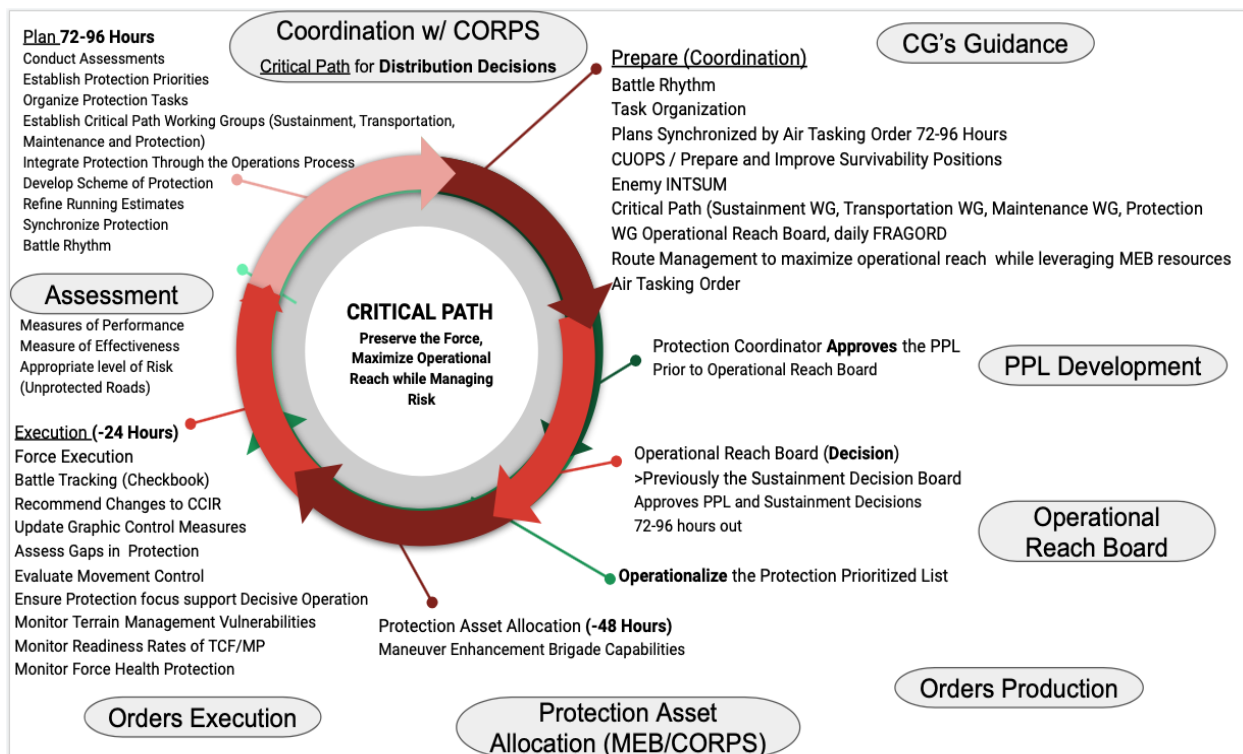 Coordination w/ CORPS
Critical Path for Distribution Decisions
CG's Guidance
Plan 72-96 Hours
Conduct Assessments
Establish Protection Priorities
Organize Protection Tasks
Establish Critical Path Working Groups (Sustainment, Transportation,
Maintenance and Protection)
Integrate Protection Through the Operations Process
Develop Scheme of Protection
Refine Running Estimates
Synchronize Protection
Battle Rhythm
Prepare (Coordination)
Battle Rhythm
Task Organization
Plans Synchronized by Air Tasking Order 72-96 Hours
CUOPS / Prepare and Improve Survivability Positions
Enemy INTSUM
Critical Path (Sustainment WG, Transportation WG, Maintenance WG, Protection
WG Operational Reach Board, daily FRAGORD
Route Management to maximize operational reach while leveraging MEB resources
Air Tasking Order
Assessment
Measures of Performance
Measure of Effectiveness
Appropriate level of Risk
(Unprotected Roads)
CRITICAL PATH
Preserve the Force,
Maximize Operational
Reach while Managing
Risk
Protection Coordinator Approves the PPL
Prior to Operational Reach Board
PPL Development
Execution (-24 Hours)
Force Execution
Battle Tracking (Checkbook)
Recommend Changes to CCIR
Update Graphic Control Measures
Assess Gaps in Protection
Evaluate Movement Control
Ensure Protection focus support Decisive Operation
Monitor Terrain Management Vulnerabilities
Monitor Readiness Rates of TCF/MP
Monitor Force Health Protection
Operational Reach Board (Decision)
>Previously the Sustainment Decision Board
Approves PPL and Sustainment Decisions
72-96 hours out
Operational
Reach Board
Operationalize the Protection Prioritized List
Protection Asset Allocation (-48 Hours)
Maneuver Enhancement Brigade Capabilities
Orders Production
Orders Execution
Protection Asset
Allocation (MEB/CORPS)